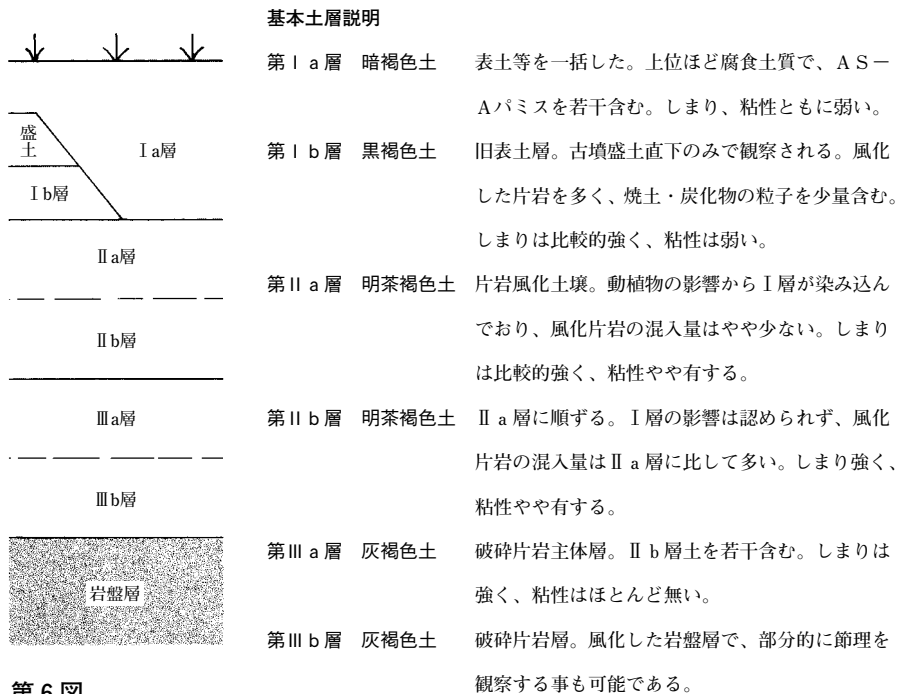 基本土層説明
第Ⅰa層 暗褐色土 表土等を一括した。上位ほど腐食土質で、AS－
Aパミスを若干含む。しまり、粘性ともに弱い。
第Ⅰb層 黒褐色土 旧表土層。古墳盛土直下のみで観察される。風化
した片岩を多く、焼土・炭化物の粒子を少量含む。
しまりは比較的強く、粘性は弱い。
第Ⅱa層 明茶褐色土 片岩風化土壌。動植物の影響からⅠ層が染み込ん
でおり、風化片岩の混入量はやや少ない。しまり
は比較的強く、粘性やや有する。
第Ⅱb層 明茶褐色土 Ⅱa層に順ずる。Ⅰ層の影響は認められず、風化
片岩の混入量はⅡa層に比して多い。しまり強く、
粘性やや有する。
第Ⅲa層 灰褐色土 破砕片岩主体層。Ⅱb層土を若干含む。しまりは
強く、粘性はほとんど無い。
第Ⅲb層 灰褐色土 破砕片岩層。風化した岩盤層で、部分的に節理を
観察する事も可能である。
盛土
Ⅰa層
Ⅰb層
Ⅱa層
Ⅱb層
Ⅲa層
Ⅲb層
岩盤層
第6図